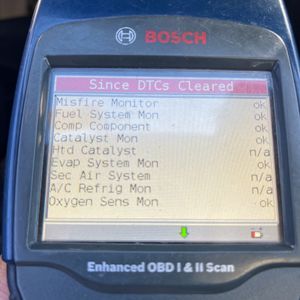 BOSCH
Since DTCs Cleared
Misfire Monitor ok
Fuel System Mon ok
Comp Component ok
Catalyst Mon ok
Htd Catalyst n/a
Evap System Mon ok
Sec Air System n/a
A/C Refrig Mon n/a
Oxygen Sens Mon ok
Enhanced OBD I & II Scan